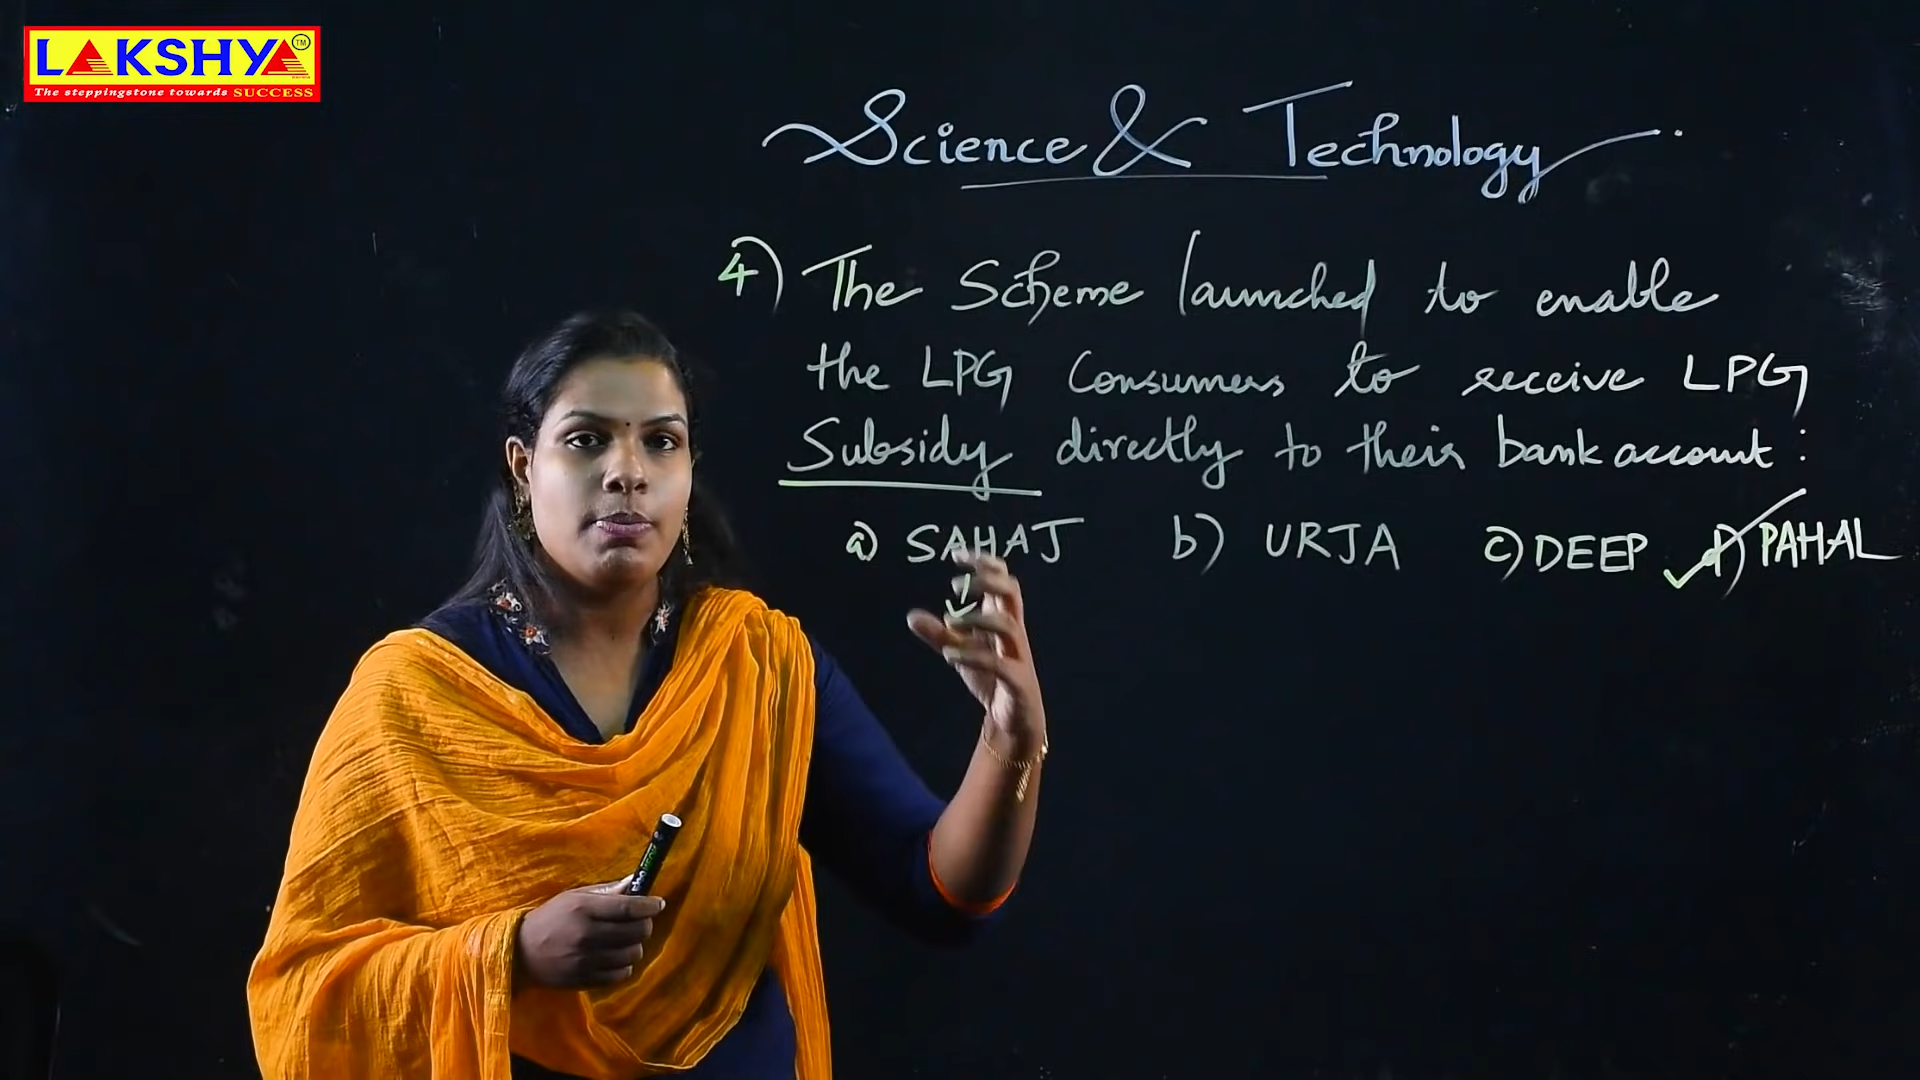 LAKSHYA TM
The steppingstone towards SUCCESS
Science & Technology
4) The Scheme launched to enable
the LPG Consumers to receive LPG
Subsidy directly to their bank account :
a) SAHAJ b) URJA c) DEEP d) PAHAL